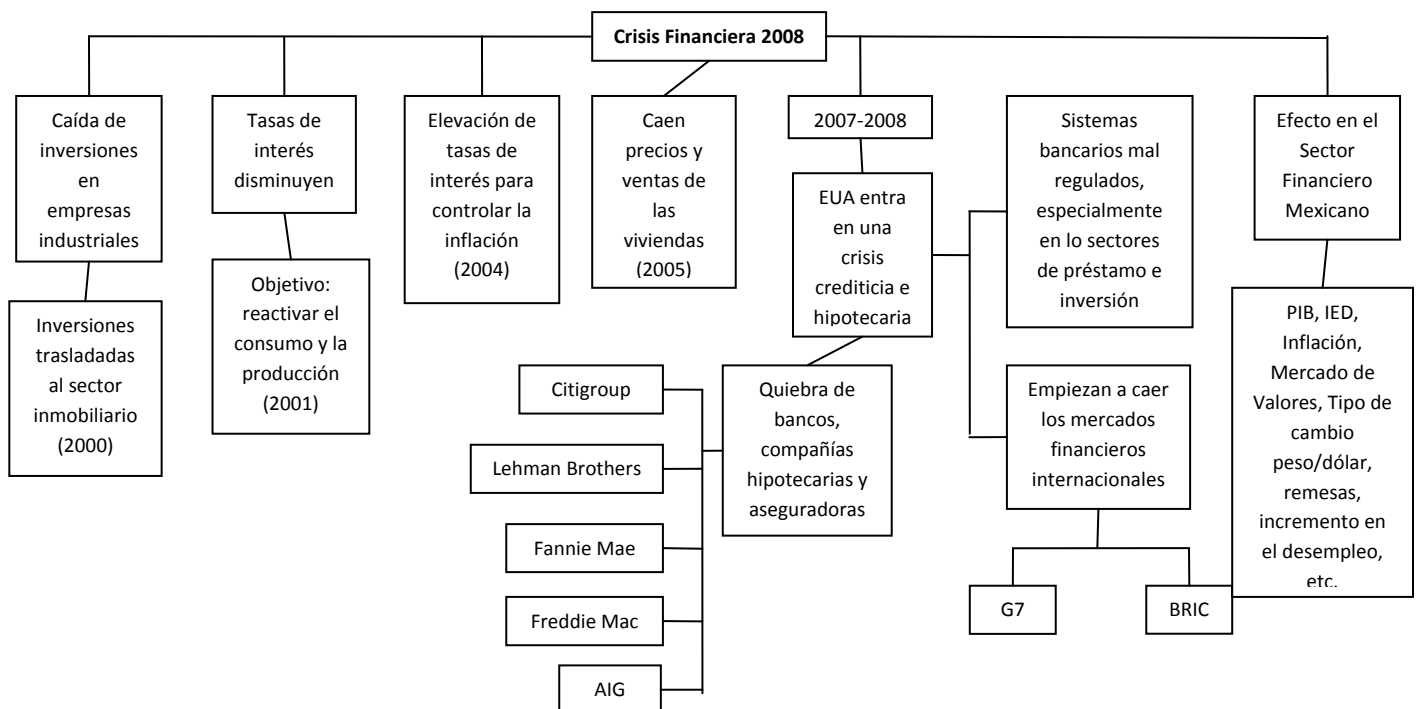 Crisis Financiera 2008
Caída de
inversiones
en
empresas
industriales
Inversiones
trasladadas
al sector
inmobiliario
(2000)
Tasas de
interés
disminuyen
Objetivo:
reactivar el
consumo y la
producción
(2001)
Elevación de
tasas de
interés para
controlar la
inflación
(2004)
Caen
precios y
ventas de
las
viviendas
(2005)
2007-2008
EUA entra
en una
crisis
crediticia e
hipotecaria
Quiebra de
bancos,
compañías
hipotecarias y
aseguradoras
Citigroup
Lehman Brothers
Fannie Mae
Freddie Mac
AIG
Sistemas
bancarios mal
regulados,
especialmente
en lo sectores
de préstamo e
inversión
Empiezan a caer
los mercados
financieros
internacionales
G7
BRIC
Efecto en el
Sector
Financiero
Mexicano
PIB, IED,
Inflación,
Mercado de
Valores, Tipo de
cambio
peso/dólar,
remesas,
incremento en
el desempleo,
etc.